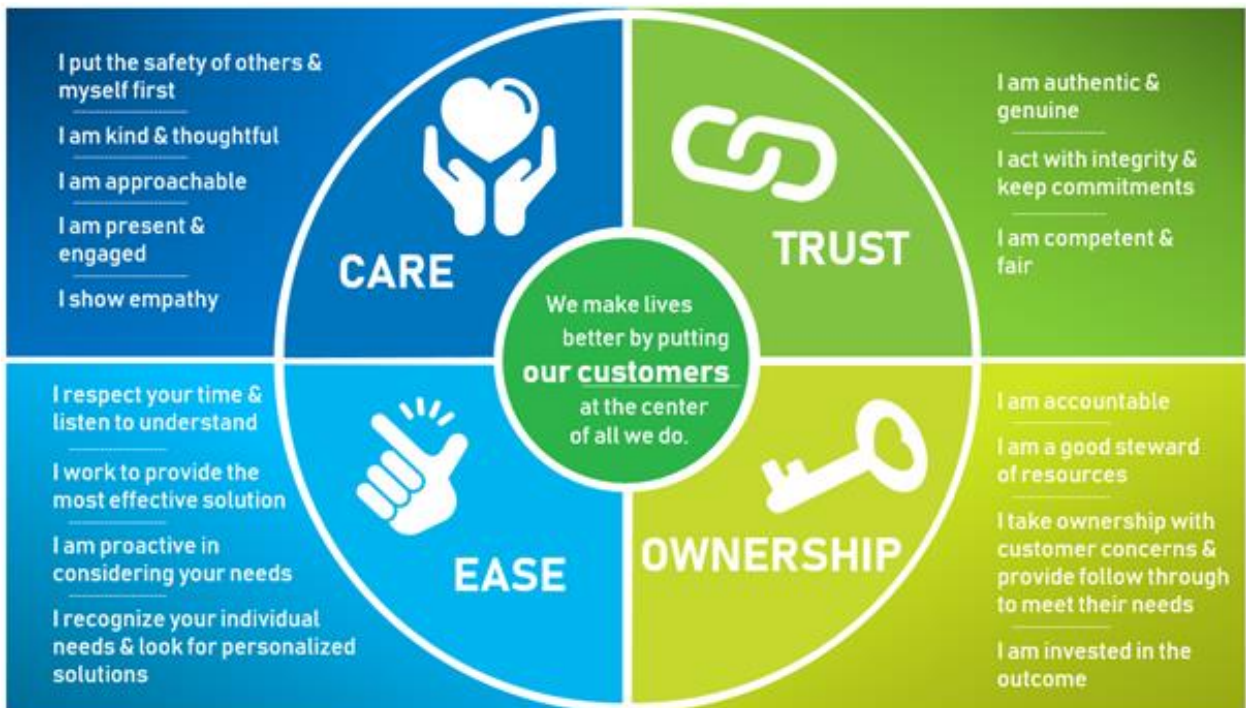 I put the safety of others &
myself first
I am kind & thoughtful
I am approachable
I am present &
engaged
I show empathy
CARE
TRUST
I am authentic &
genuine
I act with integrity &
keep commitments
I am competent &
fair
We make lives
better by putting
our customers
at the center
of all we do.
I respect your time &
listen to understand
I work to provide the
most effective solution
I am proactive in
considering your needs
I recognize your individual
needs & look for personalized
solutions
EASE
OWNERSHIP
I am accountable
I am a good steward
of resources
I take ownership with
customer concerns &
provide follow through
to meet their needs
I am invested in the
outcome